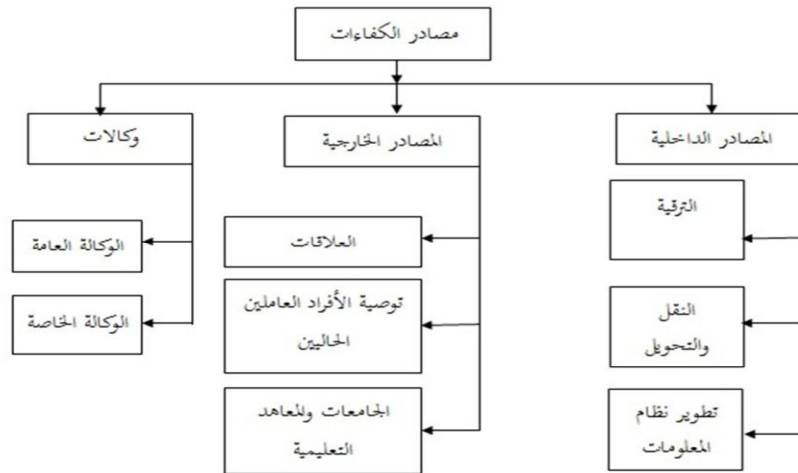 مصادر الكفاءات
المصادر الداخلية
المصادر الخارجية
وكالات
الترقية
النقل
والتحويل
تطوير نظام
المعلومات
العلاقات
توصية الأفراد العاملين
الحاليين
الجامعات والمعاهد
التعليمية
الوكالة العامة
الوكالة الخاصة